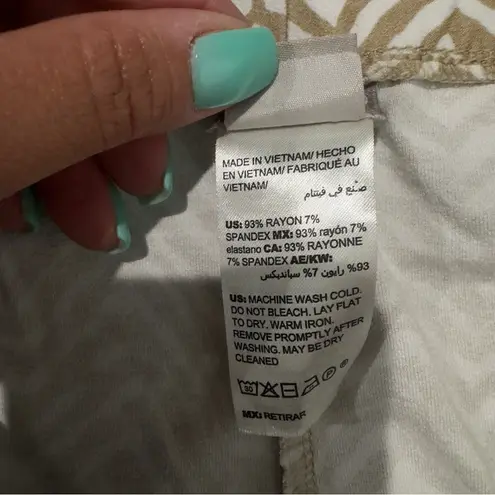 MADE IN VIETNAM/ HECHO
EN VIETNAM/ FABRIQUÉ AU
VIETNAM/
صنع في فيتنام
US: 93% RAYON 7%
SPANDEX MX: 93% rayón 7%
elastano CA: 93% RAYONNE
7% SPANDEX AE/KW:
93% رايون 7% سباندكس
US: MACHINE WASH COLD.
DO NOT BLEACH. LAY FLAT
TO DRY. WARM IRON.
REMOVE PROMPTLY AFTER
WASHING. MAY BE DRY
CLEANED
30 P
MX: RETIRAR